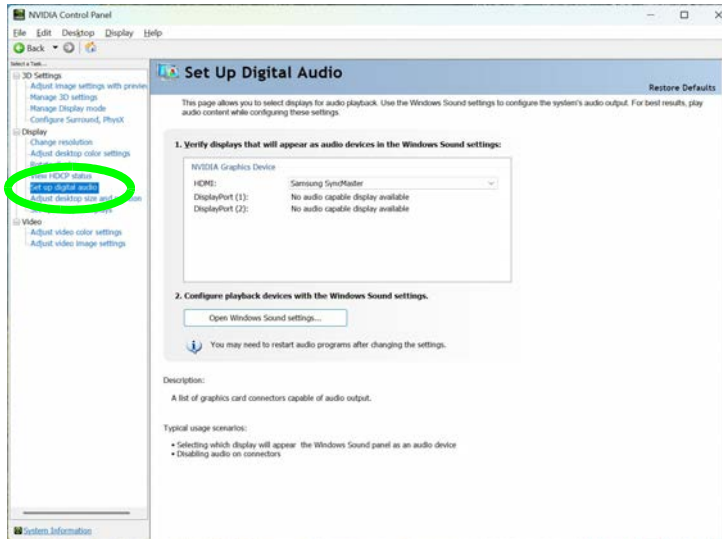 NVIDIA Control Panel
File Edit Desktop Display Help
Back
Select a Task...
3D Settings
Adjust image settings with preview
Manage 3D settings
Manage Display mode
Configure Surround, PhysX
Display
Change resolution
Adjust desktop color settings
View HDCP status
Set up digital audio
Adjust desktop size and
Video
Adjust video color settings
Adjust video image settings
System Information
Set Up Digital Audio
Restore Defaults
This page allows you to select displays for audio playback. Use the Windows Sound settings to configure the system's audio output. For best results, play
audio content while configuring these settings.
1. Verify displays that will appear as audio devices in the Windows Sound settings:
NVIDIA Graphics Device
HDMI: Samsung SyncMaster
DisplayPort (1): No audio capable display available
DisplayPort (2): No audio capable display available
2. Configure playback devices with the Windows Sound settings.
Open Windows Sound settings...
You may need to restart audio programs after changing the settings.
Description:
A list of graphics card connectors capable of audio output.
Typical usage scenarios:
• Selecting which display will appear the Windows Sound panel as an audio device
• Disabling audio on connectors